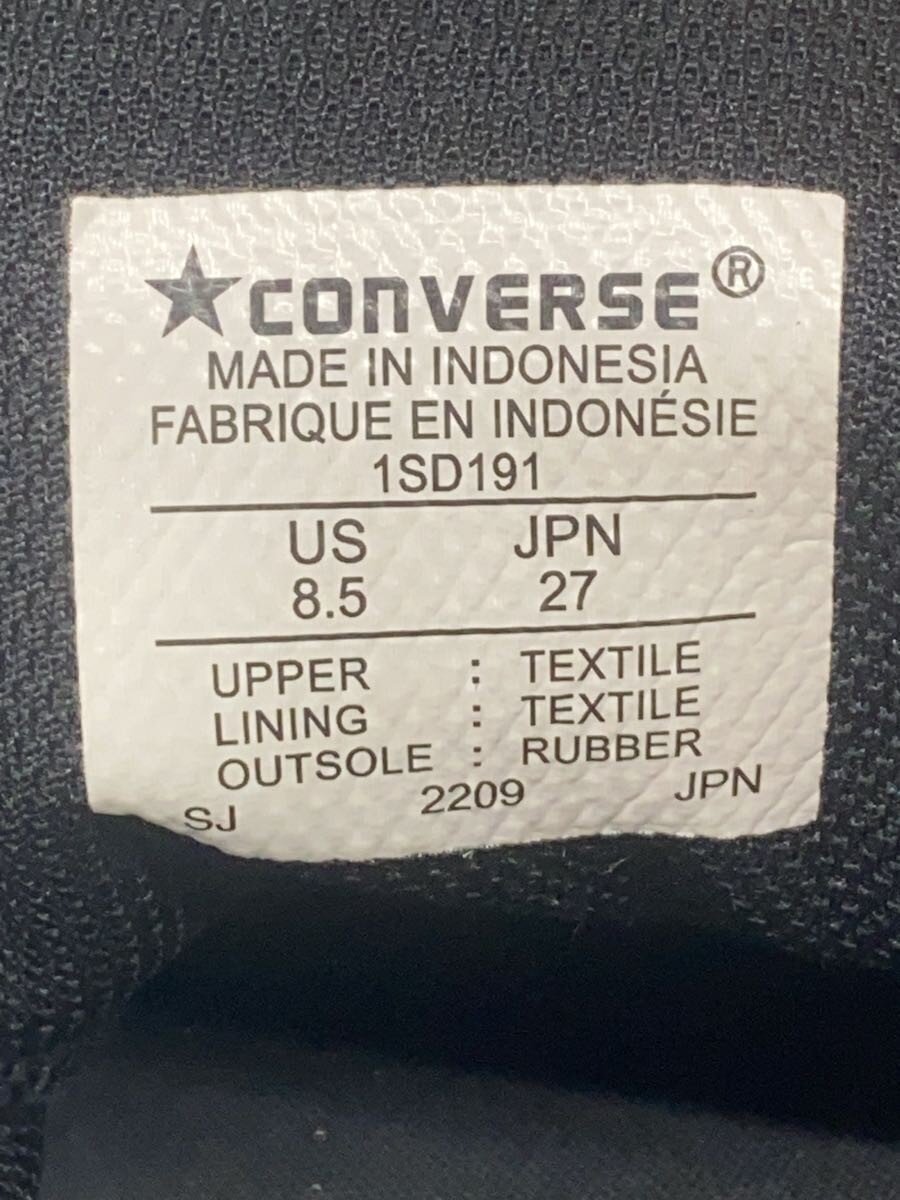 CONVERSE®
MADE IN INDONESIA
FABRIQUE EN INDONÉSIE
1SD191
US JPN
8.5 27
UPPER : TEXTILE
LINING : TEXTILE
OUTSOLE : RUBBER
SJ 2209 JPN